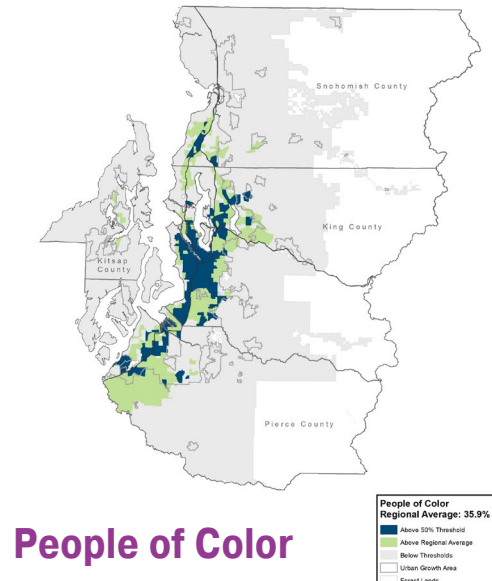 Snohomish County
King County
Kitsap
County
Pierce County
People of Color
People of Color
Regional Average: 35.9%
Above 50% Threshold
Above Regional Average
Below Thresholds
Urban Growth Area
Forest Lands